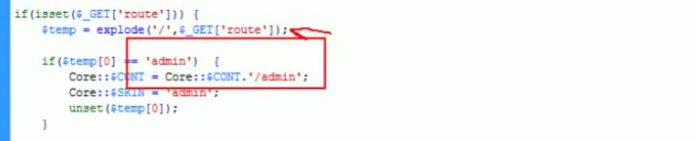 if(isset($_GET['route'])) {
$temp = explode('/',$_GET['route']);
if($temp[0] == 'admin') {
Core::$CONT = Core::$CONT.'/admin';
Core::$SKIN = 'admin';
unset($temp[0]);
}